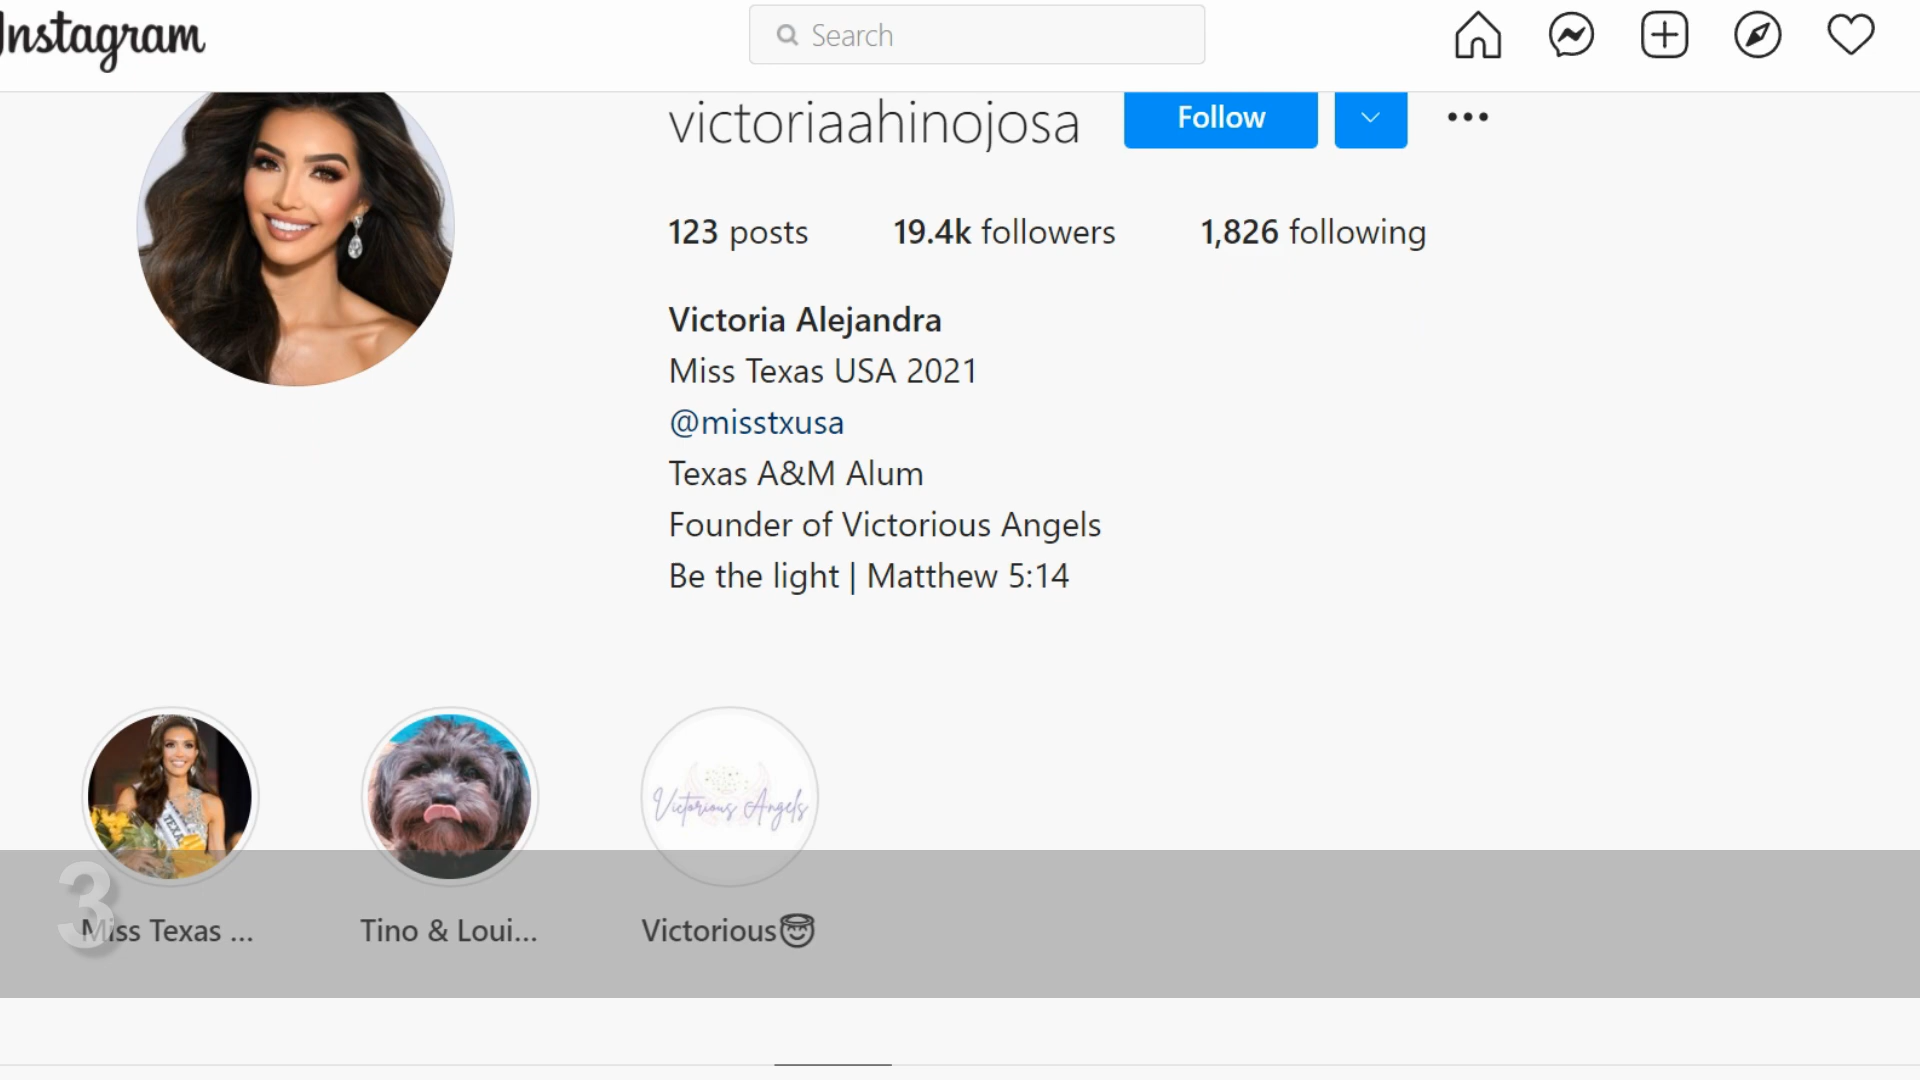 Instagram
Search
victoriaahinojosa
Follow
123 posts 19.4k followers 1,826 following
Victoria Alejandra
Miss Texas USA 2021
@misstxusa
Texas A&M Alum
Founder of Victorious Angels
Be the light | Matthew 5:14
TEXAS
Victorious Angels
3
Miss Texas ...
Tino & Loui...
Victorious😇